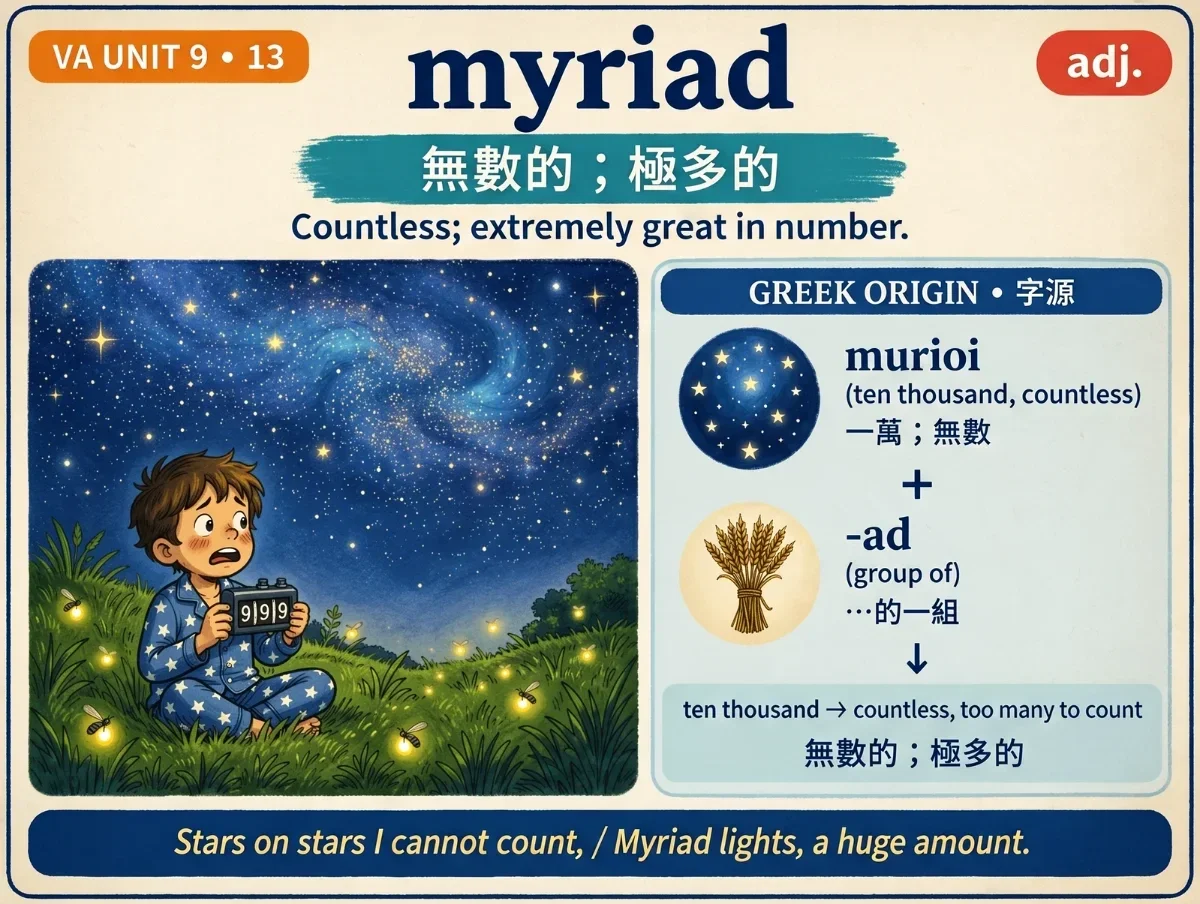 VA UNIT 9 • 13
myriad
adj.
無數的；極多的
Countless; extremely great in number.
999
GREEK ORIGIN • 字源
murioi
(ten thousand, countless)
一萬；無數
+
-ad
(group of)
…的一組
↓
ten thousand → countless, too many to count
無數的；極多的
Stars on stars I cannot count, / Myriad lights, a huge amount.